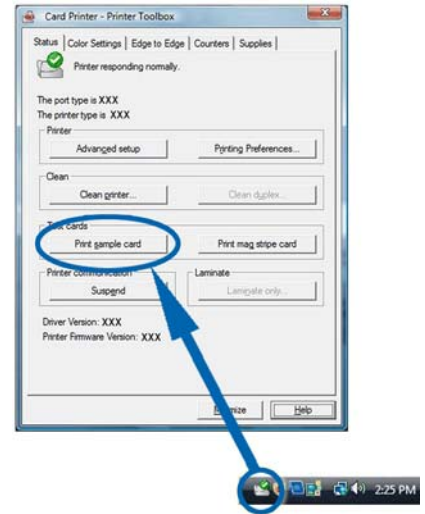 Card Printer - Printer Toolbox
Status Color Settings Edge to Edge Counters Supplies
Printer responding normally.
The port type is XXX
The printer type is XXX
Printer
Advanced setup Printing Preferences...
Clean
Clean printer... Clean duplex...
Test cards
Print sample card Print mag stripe card
Printer communication Laminate
Suspend Laminate only...
Driver Version: XXX
Printer Firmware Version: XXX
Help
2:25 PM